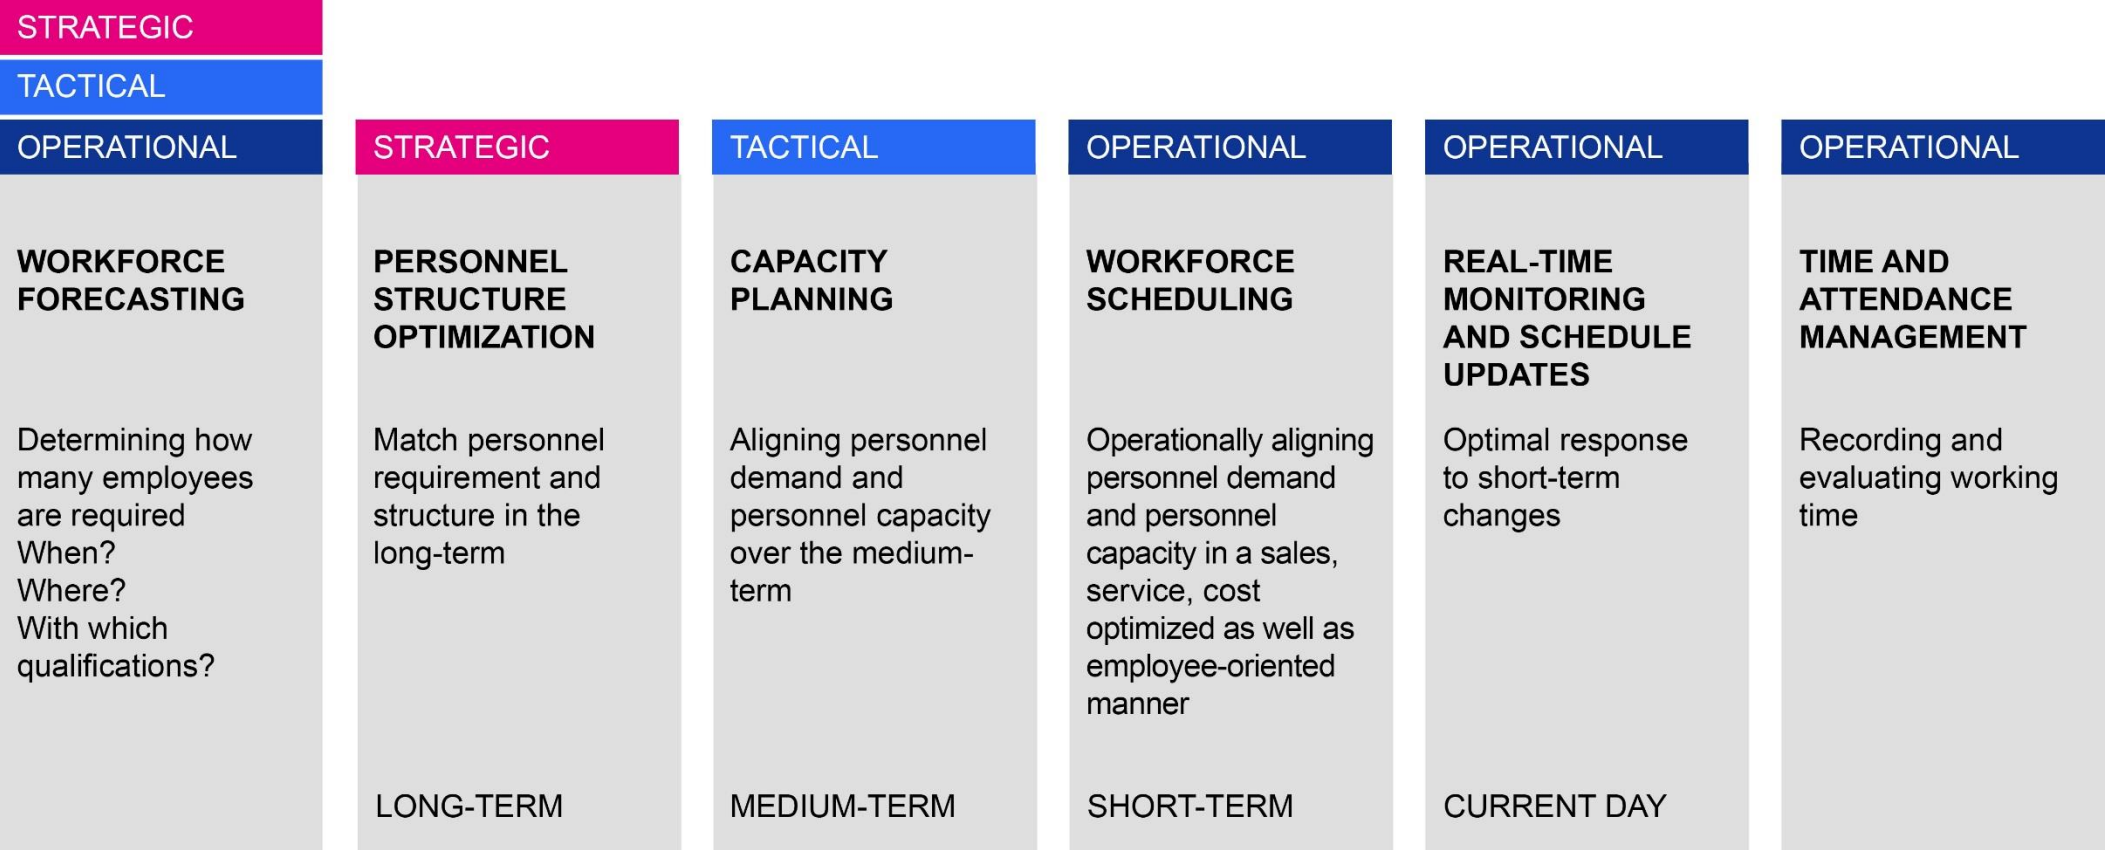 STRATEGIC
TACTICAL
OPERATIONAL
WORKFORCE
FORECASTING
Determining how
many employees
are required
When?
Where?
With which
qualifications?
STRATEGIC
PERSONNEL
STRUCTURE
OPTIMIZATION
Match personnel
requirement and
structure in the
long-term
LONG-TERM
TACTICAL
CAPACITY
PLANNING
Aligning personnel
demand and
personnel capacity
over the medium-
term
MEDIUM-TERM
OPERATIONAL
WORKFORCE
SCHEDULING
Operationally aligning
personnel demand
and personnel
capacity in a sales,
service, cost
optimized as well as
employee-oriented
manner
SHORT-TERM
OPERATIONAL
REAL-TIME
MONITORING
AND SCHEDULE
UPDATES
Optimal response
to short-term
changes
CURRENT DAY
OPERATIONAL
TIME AND
ATTENDANCE
MANAGEMENT
Recording and
evaluating working
time